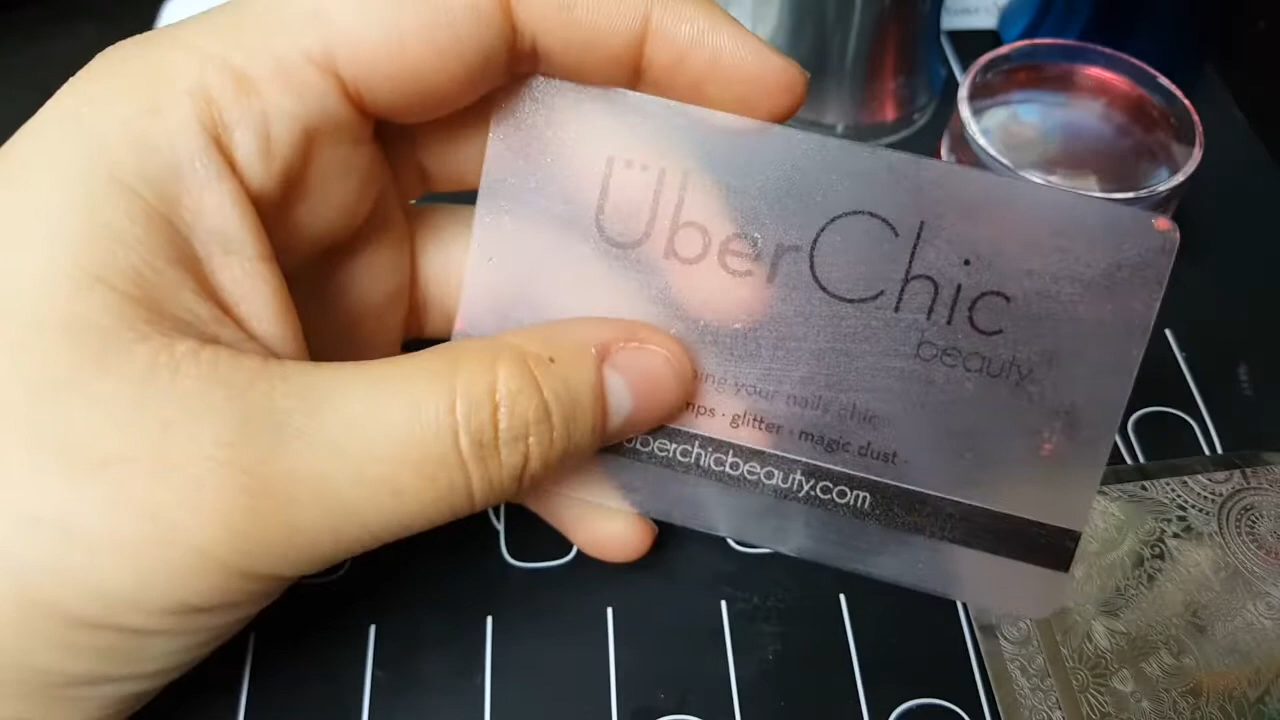 ÜberChic
beauty
your nails chic
glitter · magic dust ·
uberchicbeauty.com